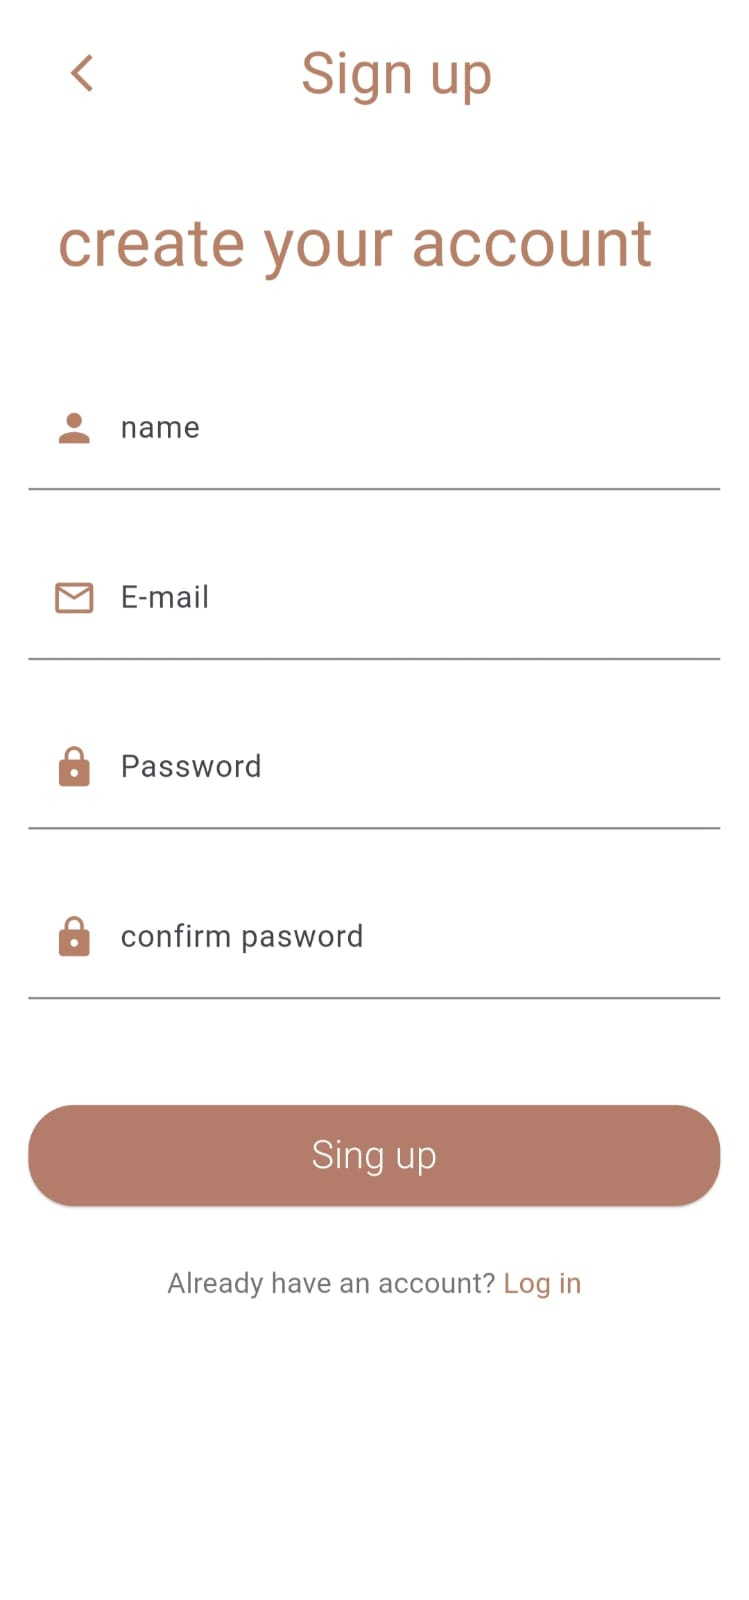 Sign up
create your account
name
E-mail
Password
confirm pasword
Sing up
Already have an account? Log in